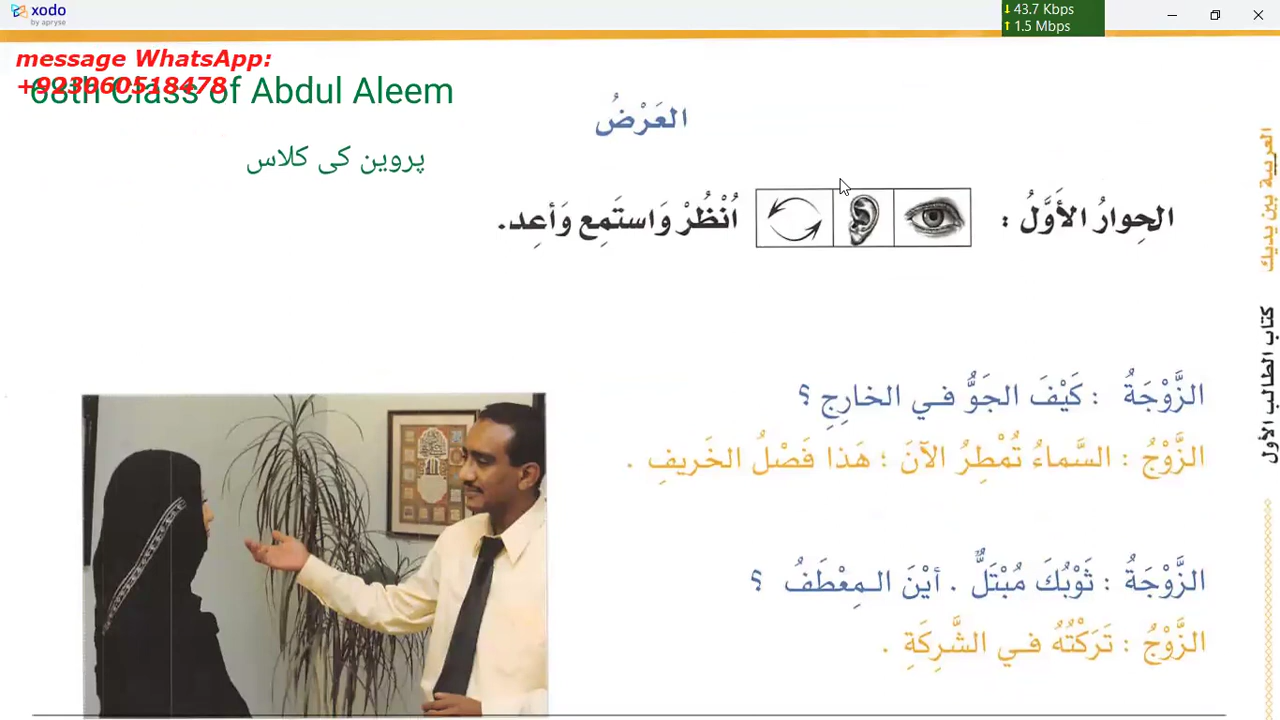 xodo
by apryse
↓ 43.7 Kbps
↑ 1.5 Mbps
message WhatsApp:
+923060518478
68th Class of Abdul Aleem
پروین کی کلاس
العَرْضُ
الحِوارُ الأَوَّلُ :
اُنْظُرْ وَاستَمِع وَأعِد.
الزَّوْجَةُ : كَيْفَ الجَوُّ في الخارِجِ ؟
الزَّوْجُ : السَّماءُ تُمْطِرُ الآنَ ؛ هَذا فَصْلُ الخَريفِ .
الزَّوْجَةُ : ثَوْبُكَ مُبْتَلٌّ . أيْنَ المِعْطَفُ ؟
الزَّوْجُ : تَرَكْتُهُ في الشَّرِكَةِ .
العربية بين يديك
كتاب الطالب الأول